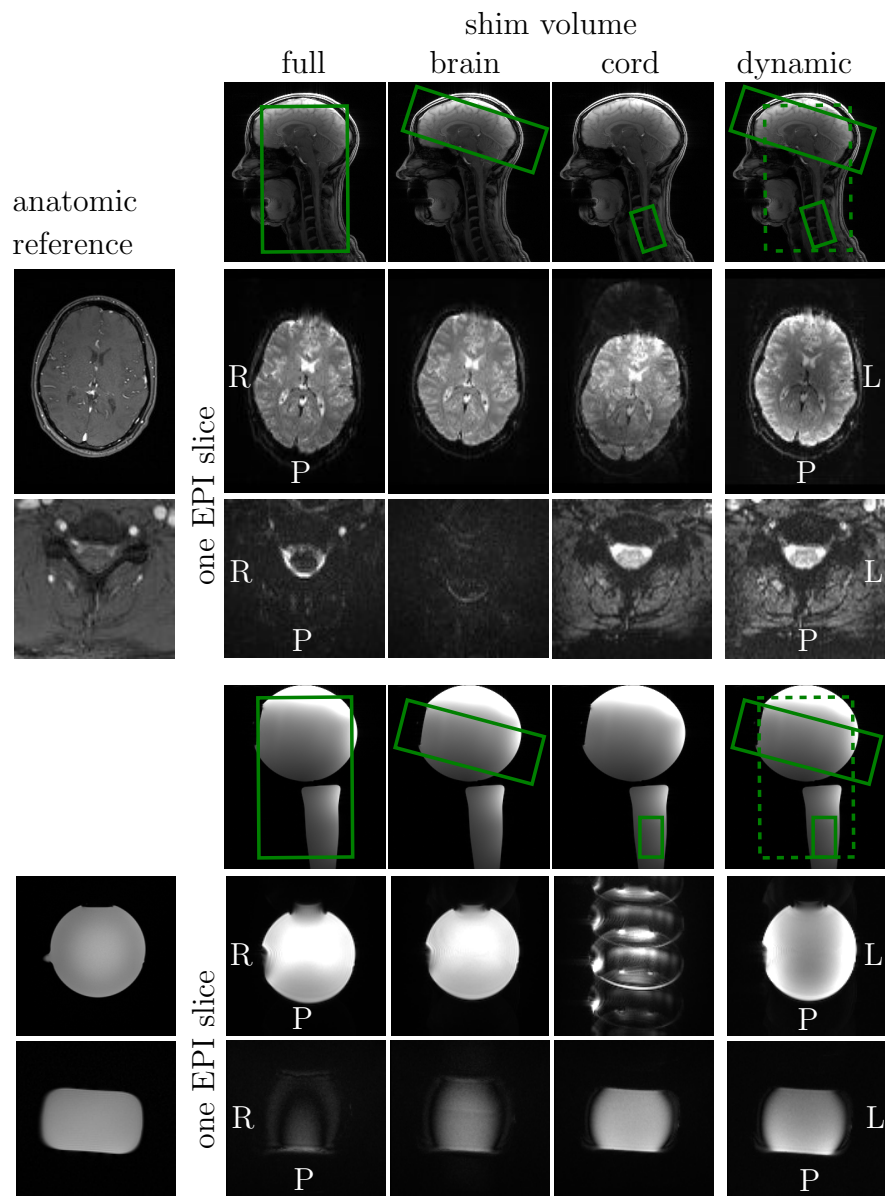 shim volume
full brain cord dynamic
anatomic
reference
one EPI slice
R L
P P
R L
P P
one EPI slice
R L
P P
R L
P P